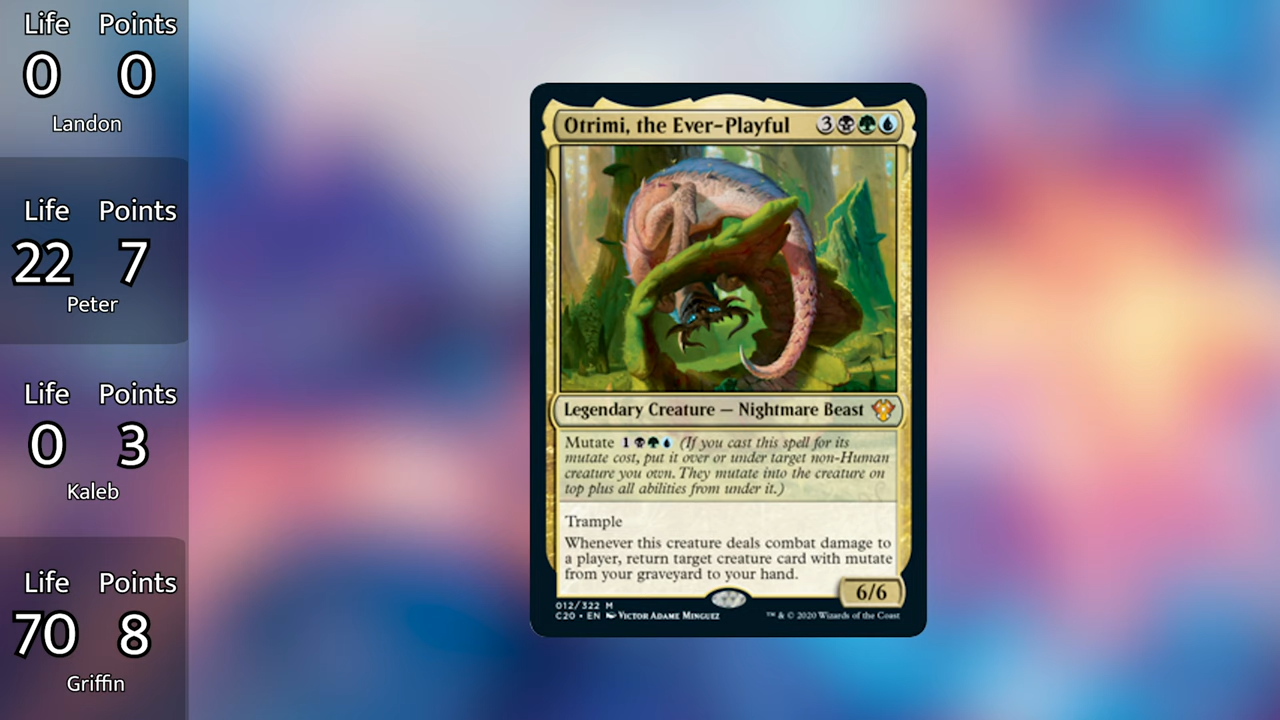 Life Points
0 0
Landon
Life Points
22 7
Peter
Life Points
0 3
Kaleb
Life Points
70 8
Griffin
Otrimi, the Ever-Playful 3
Legendary Creature — Nightmare Beast
Mutate 1 (If you cast this spell for its
mutate cost, put it over or under target non-Human
creature you own. They mutate into the creature on
top plus all abilities from under it.)
Trample
Whenever this creature deals combat damage to
a player, return target creature card with mutate
from your graveyard to your hand.
6/6
012/322 M
C20 • EN Victor Adame Minguez
™ & © 2020 Wizards of the Coast